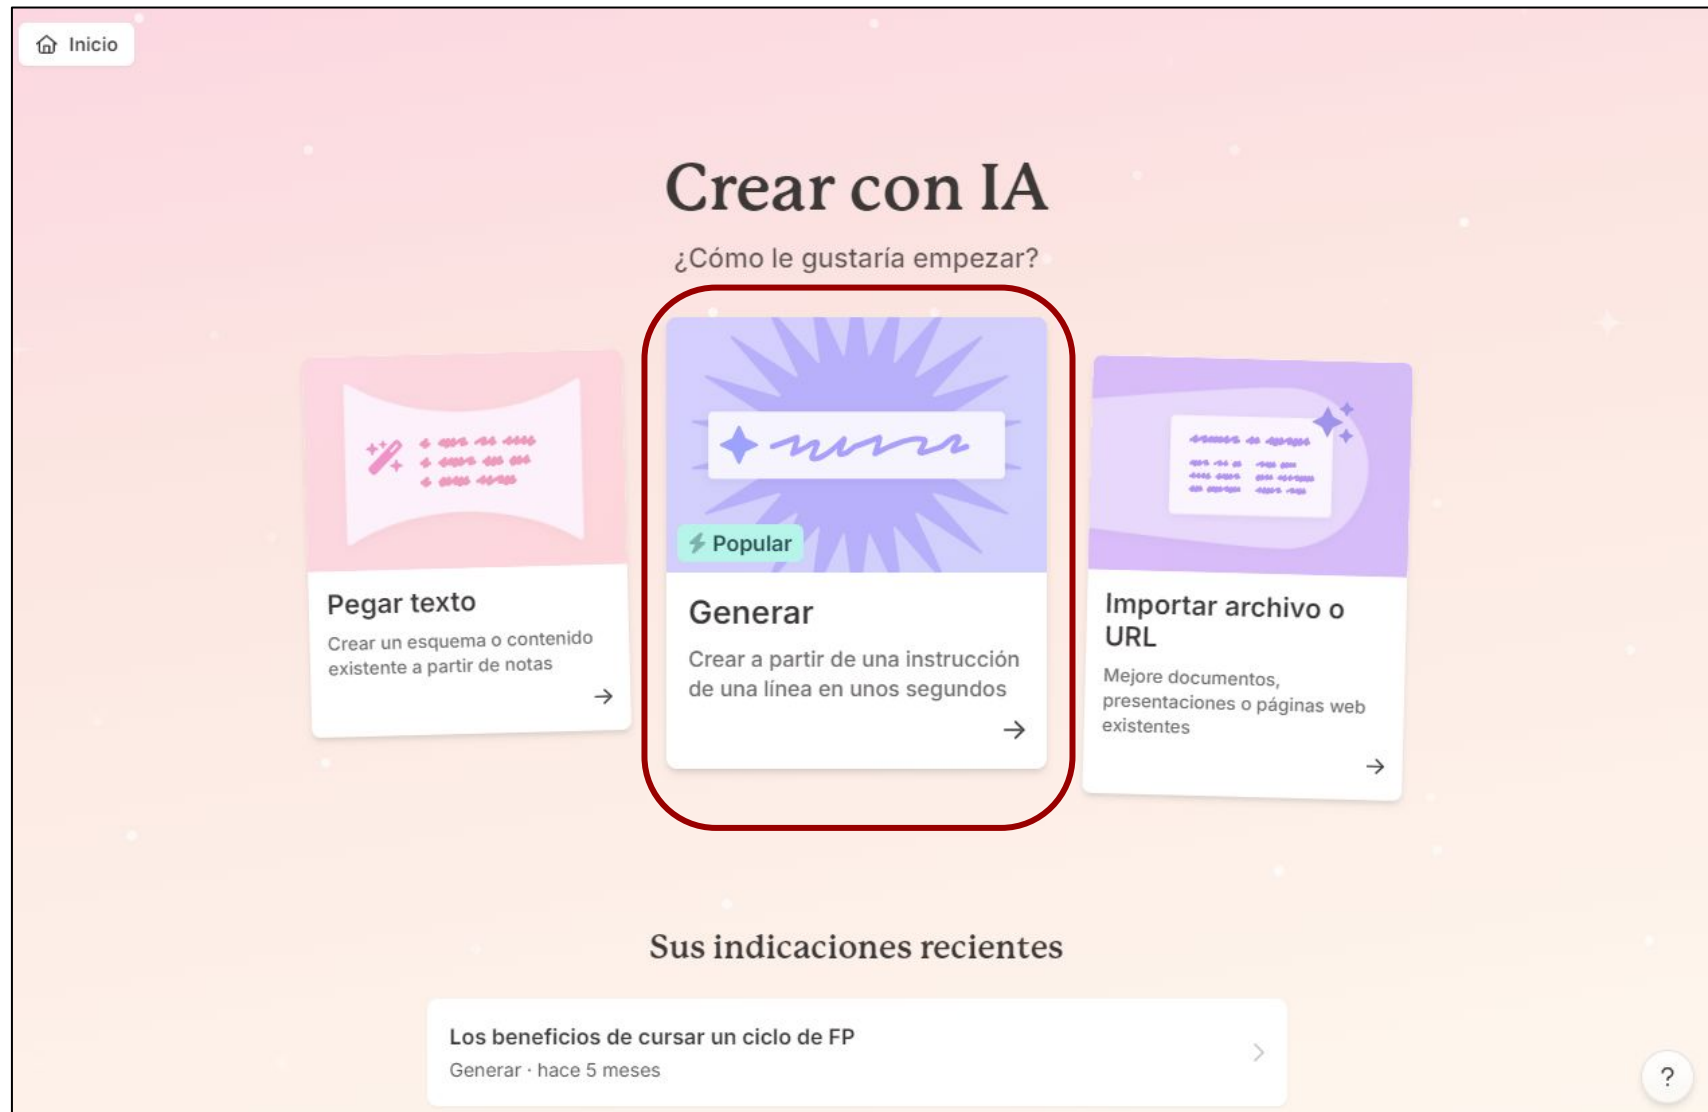 Inicio
Crear con IA
¿Cómo le gustaría empezar?
Pegar texto
Crear un esquema o contenido
existente a partir de notas
Popular
Generar
Crear a partir de una instrucción
de una línea en unos segundos
Importar archivo o
URL
Mejore documentos,
presentaciones o páginas web
existentes
Sus indicaciones recientes
Los beneficios de cursar un ciclo de FP
Generar · hace 5 meses
?